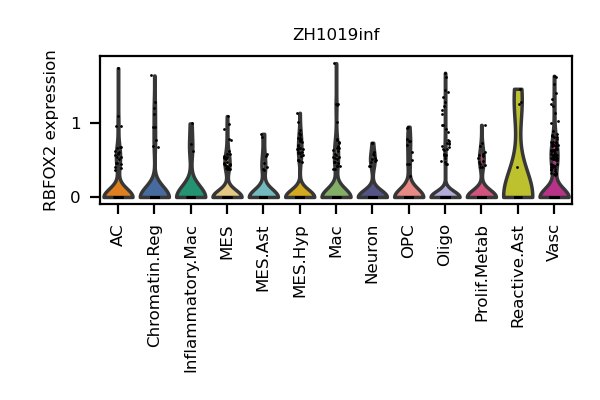 ZH1019inf
RBFOX2 expression
1
0
AC
Chromatin.Reg
Inflammatory.Mac
MES
MES.Ast
MES.Hyp
Mac
Neuron
OPC
Oligo
Prolif.Metab
Reactive.Ast
Vasc